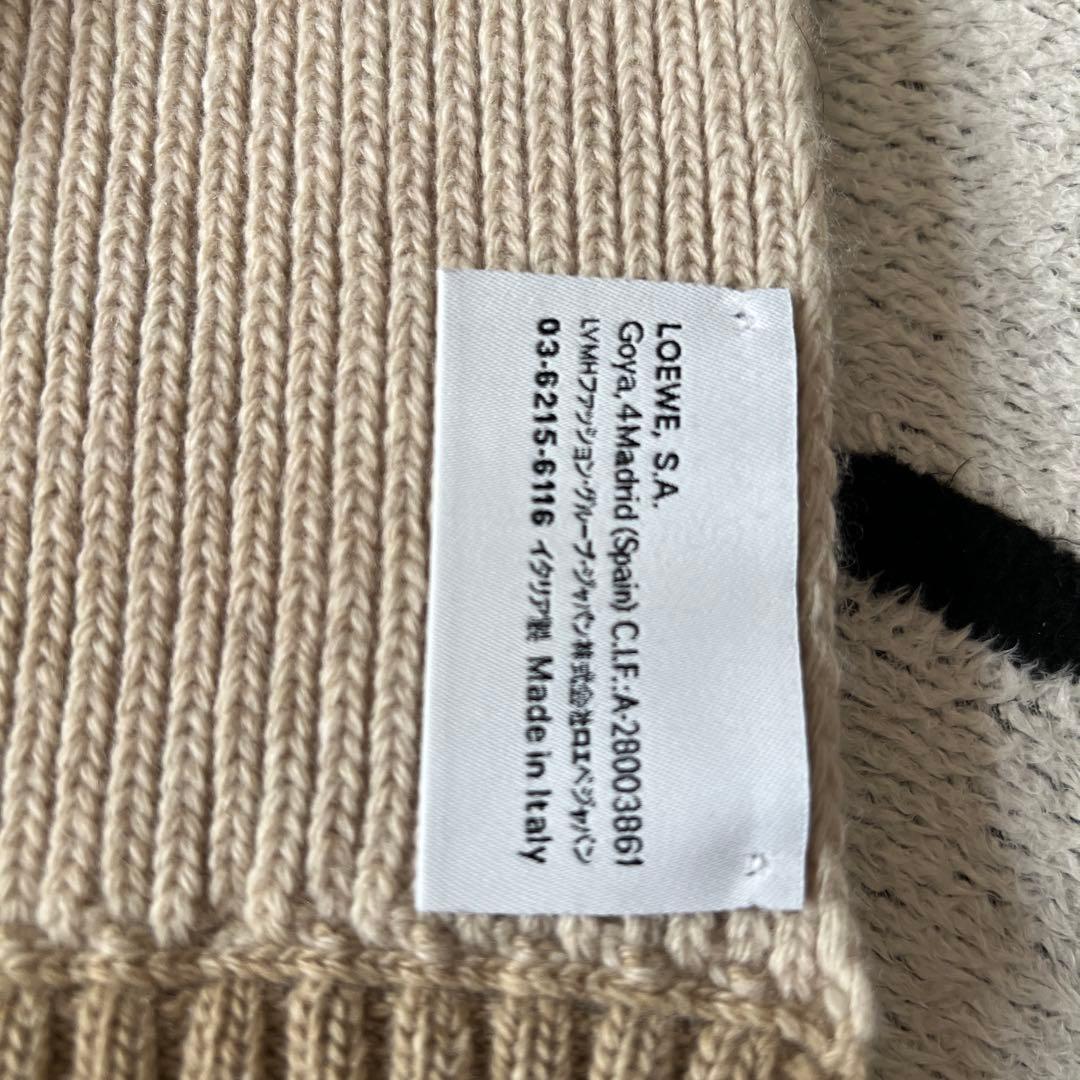 LOEWE, S.A.
Goya, 4 Madrid (Spain) C.I.F.:A-28003861
LVMHファッション・グループ・ジャパン株式会社ロエベジャパン
03-6215-6116 イタリア製 Made in Italy